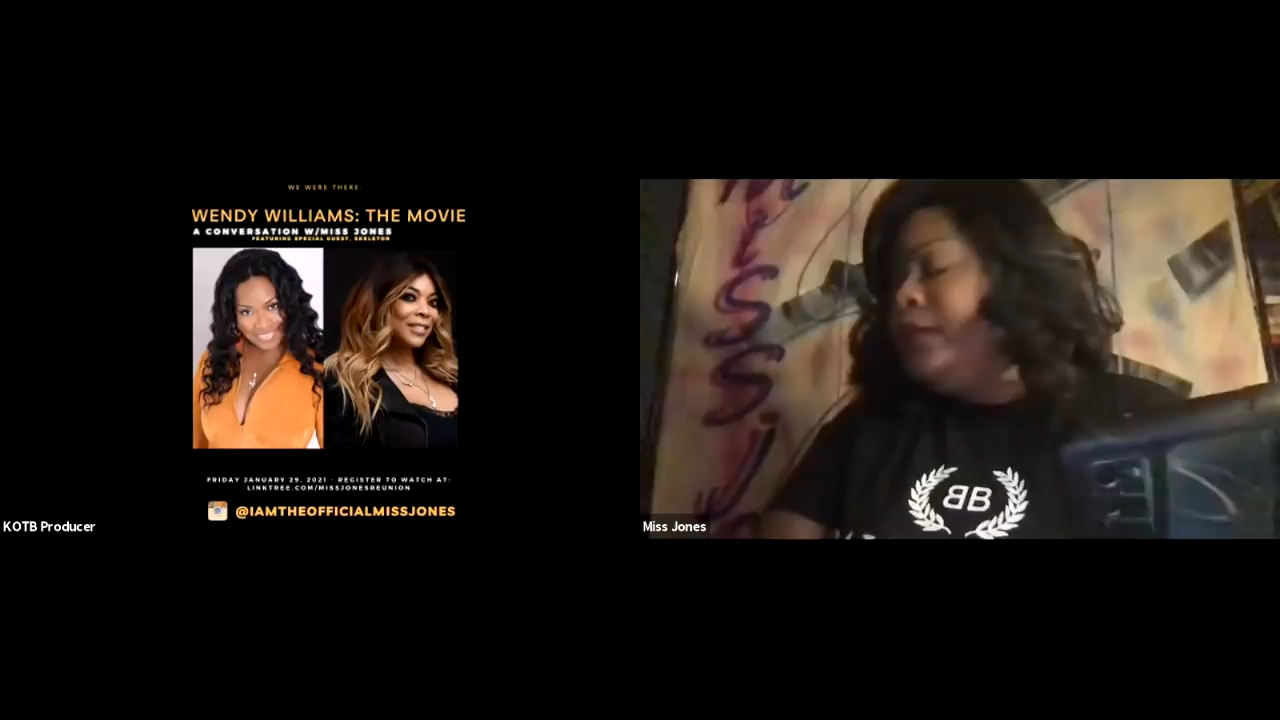 WE WERE THERE.
WENDY WILLIAMS: THE MOVIE
A CONVERSATION W/MISS JONES
FEATURING SPECIAL GUEST, SKELETOR
FRIDAY JANUARY 29, 2021 - REGISTER TO WATCH AT:
LINKTREE.COM/MISSJONESREUNION
@IAMTHEOFFICIALMISSJONES
KOTB Producer
MISS.J
BB
Miss Jones